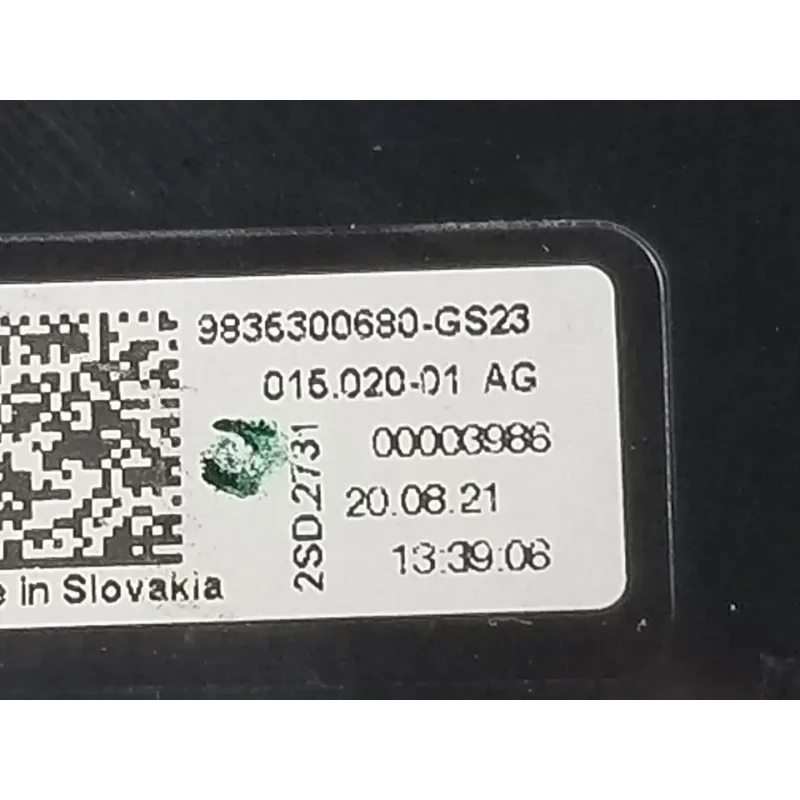 9836300680-GS23
015.020-01 AG
00003986
20.08.21
13:39:06
2SD.2731
e in Slovakia